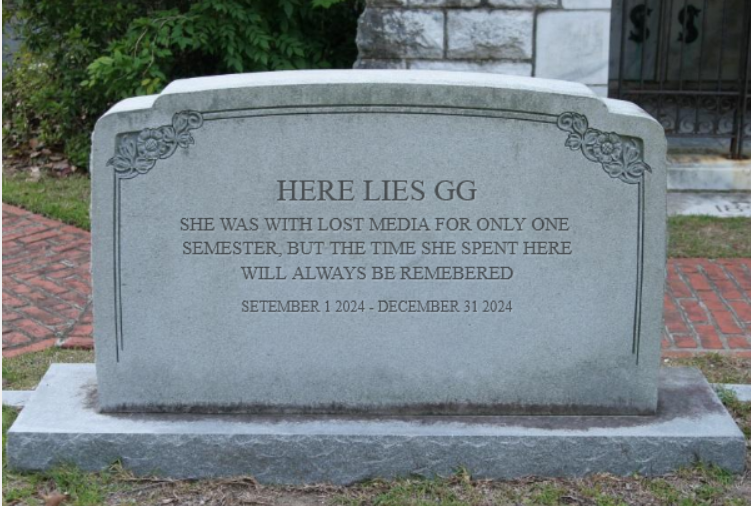 HERE LIES GG
SHE WAS WITH LOST MEDIA FOR ONLY ONE
SEMESTER, BUT THE TIME SHE SPENT HERE
WILL ALWAYS BE REMEBERED
SETEMBER 1 2024 - DECEMBER 31 2024